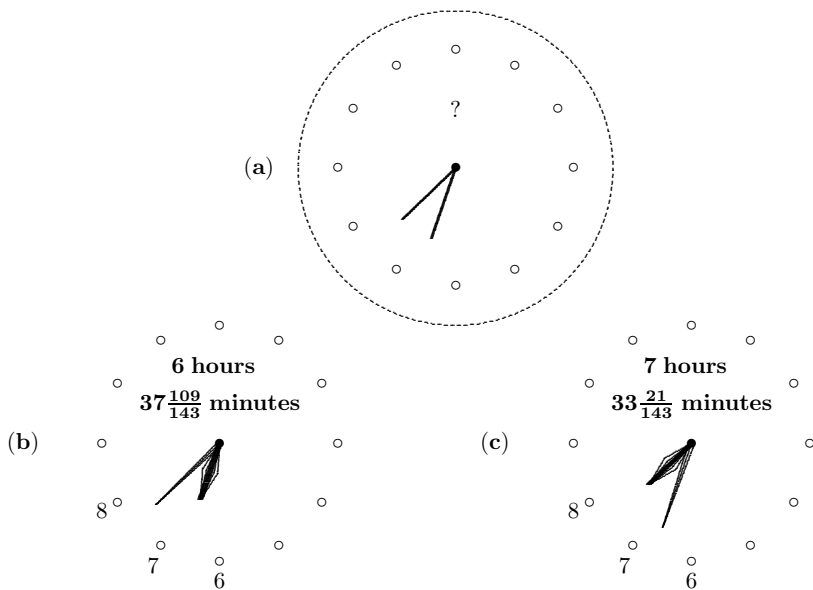 ?
(a)
6 hours
37 109/143 minutes
(b)
8
7
6
7 hours
33 21/143 minutes
(c)
8
7
6